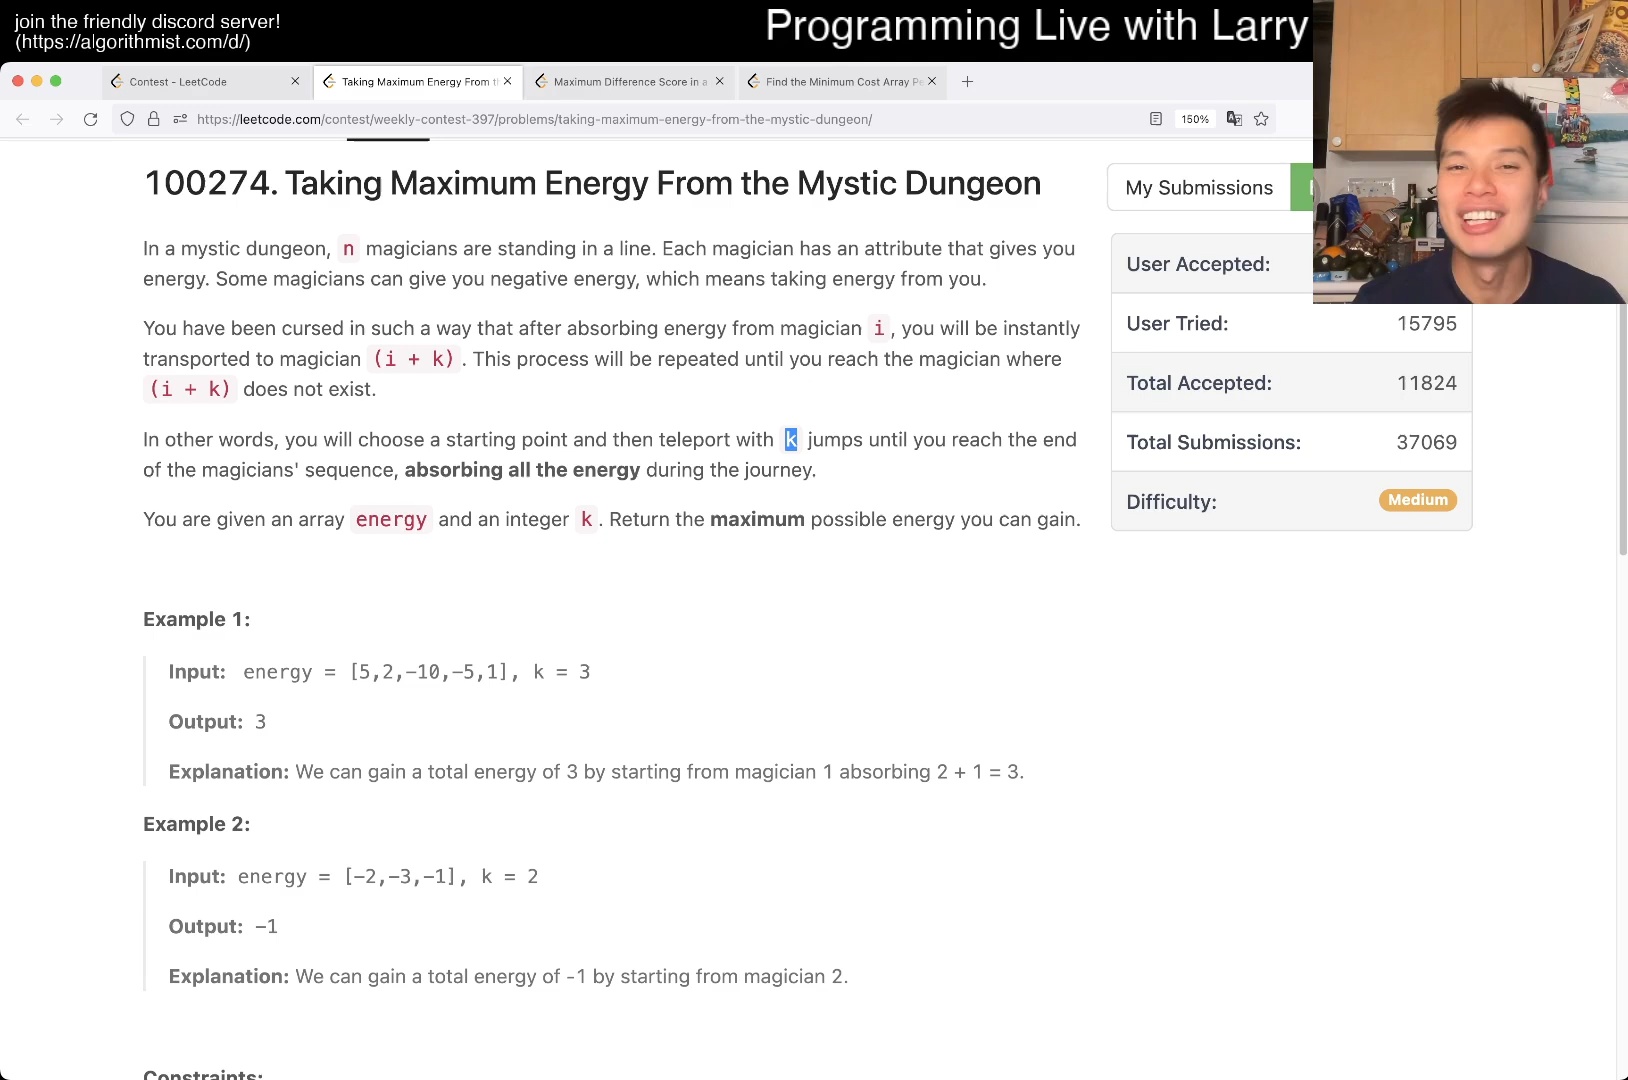 join the friendly discord server!
(https://algorithmist.com/d/)
Programming Live with Larry
Contest - LeetCode
Taking Maximum Energy From th
Maximum Difference Score in a
Find the Minimum Cost Array Pe
https://leetcode.com/contest/weekly-contest-397/problems/taking-maximum-energy-from-the-mystic-dungeon/
150%
100274. Taking Maximum Energy From the Mystic Dungeon
My Submissions
In a mystic dungeon, n magicians are standing in a line. Each magician has an attribute that gives you
energy. Some magicians can give you negative energy, which means taking energy from you.
You have been cursed in such a way that after absorbing energy from magician i, you will be instantly
transported to magician (i + k). This process will be repeated until you reach the magician where
(i + k) does not exist.
In other words, you will choose a starting point and then teleport with k jumps until you reach the end
of the magicians' sequence, absorbing all the energy during the journey.
You are given an array energy and an integer k. Return the maximum possible energy you can gain.
User Accepted:
User Tried: 15795
Total Accepted: 11824
Total Submissions: 37069
Difficulty: Medium
Example 1:
Input: energy = [5,2,-10,-5,1], k = 3
Output: 3
Explanation: We can gain a total energy of 3 by starting from magician 1 absorbing 2 + 1 = 3.
Example 2:
Input: energy = [-2,-3,-1], k = 2
Output: -1
Explanation: We can gain a total energy of -1 by starting from magician 2.
Constraints: